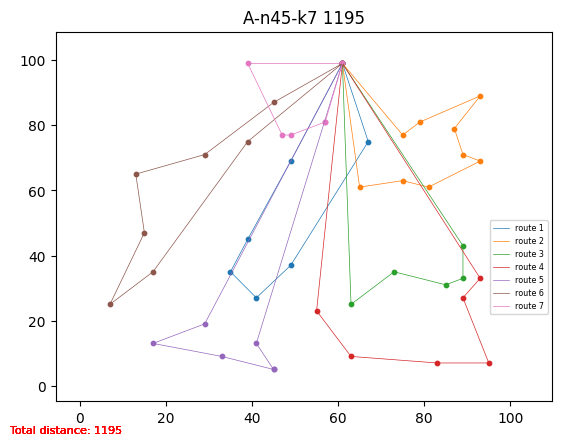 A-n45-k7 1195
100
80
60
40
20
0
route 1
route 2
route 3
route 4
route 5
route 6
route 7
0 20 40 60 80 100
Total distance: 1195